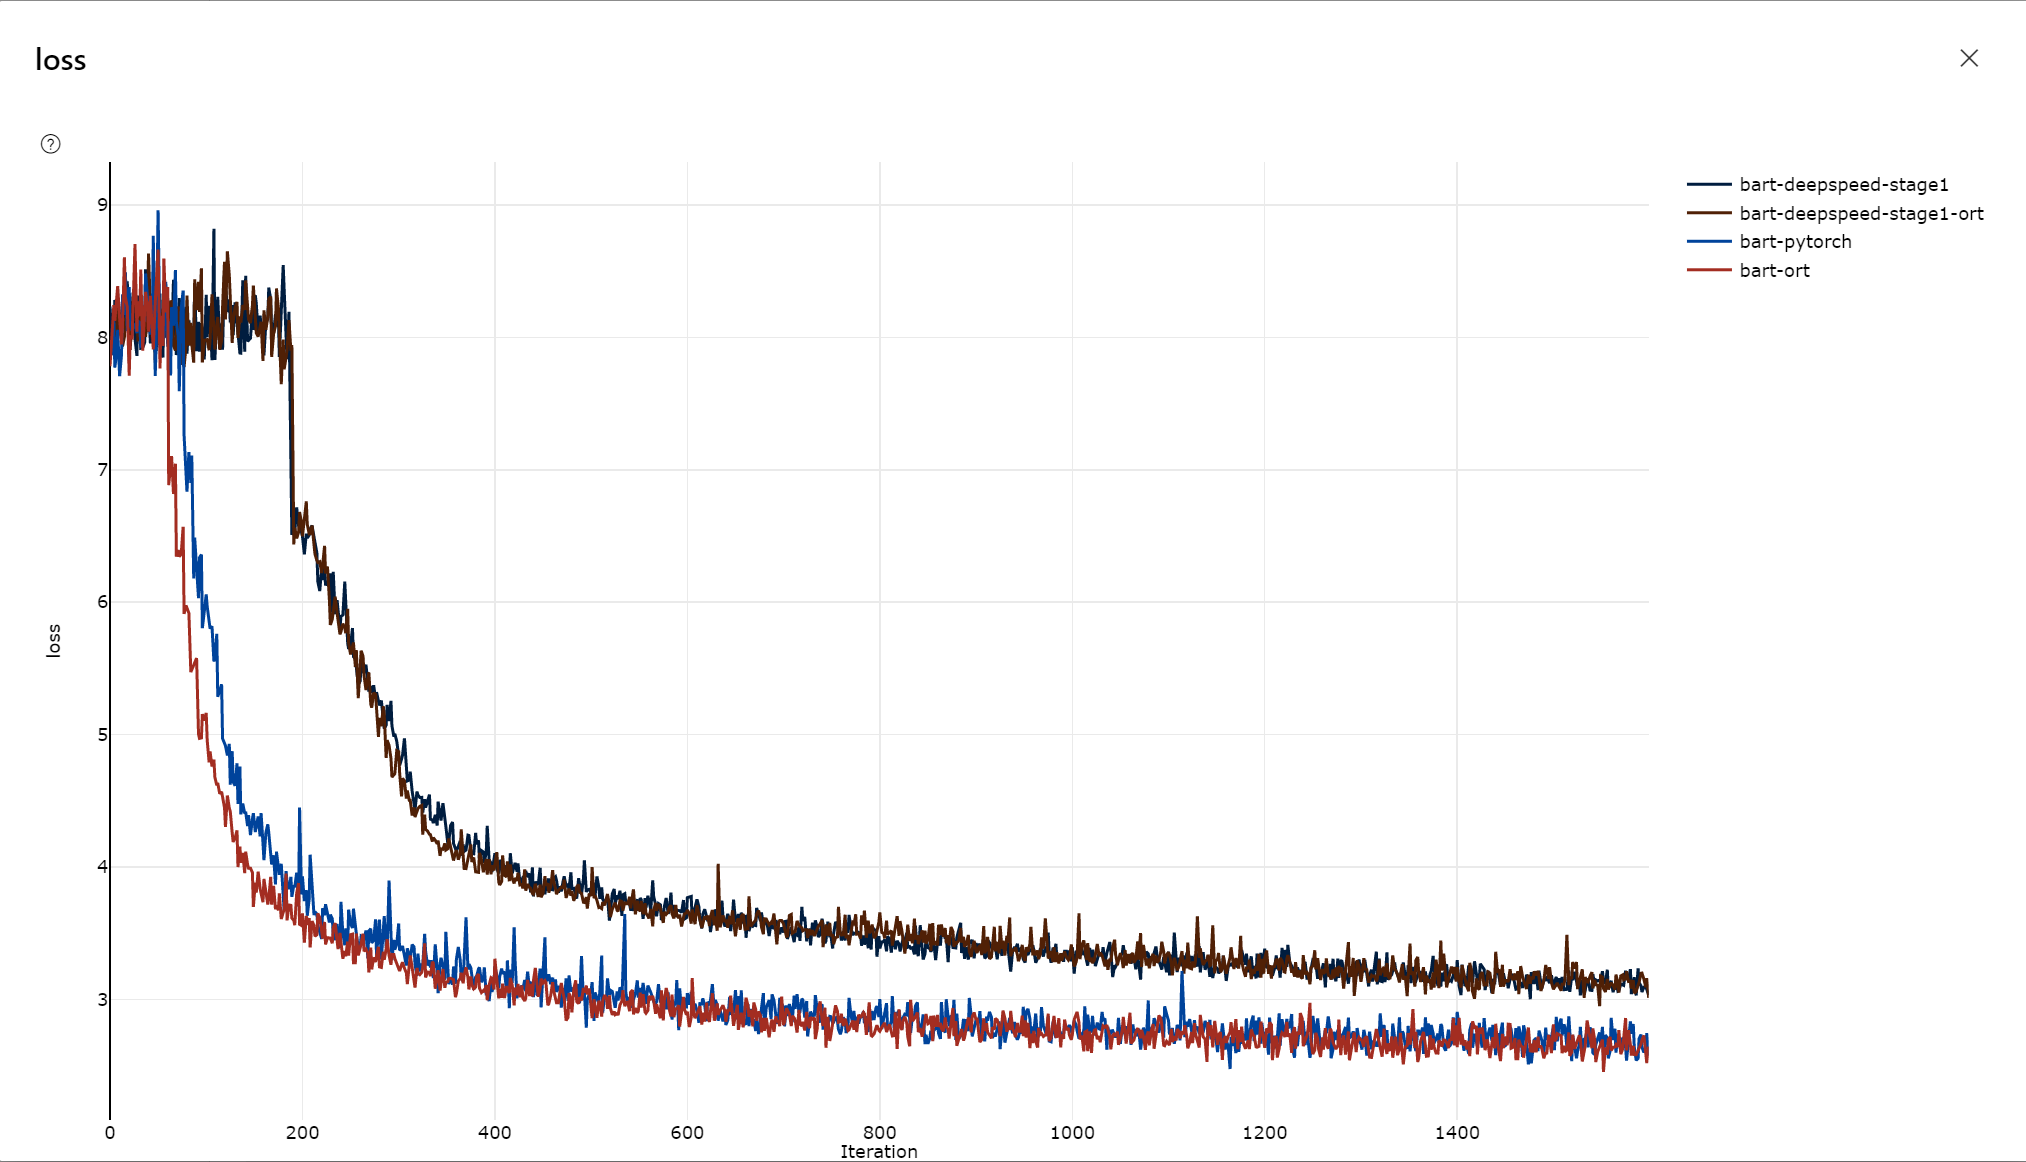 loss
?
9
8
7
6
5
4
3
loss
0 200 400 600 800 1000 1200 1400
Iteration
bart-deepspeed-stage1
bart-deepspeed-stage1-ort
bart-pytorch
bart-ort